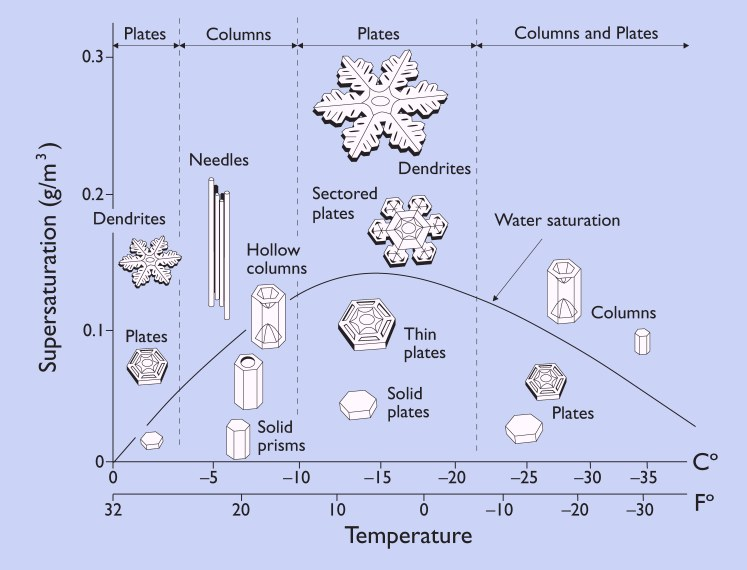 Plates
Columns
Plates
Columns and Plates
0.3
0.2
0.1
0
Supersaturation (g/m³)
Needles
Dendrites
Dendrites
Sectored
plates
Water saturation
Hollow
columns
Columns
Plates
Thin
plates
Solid
plates
Plates
Solid
prisms
0 –5 –10 –15 –20 –25 –30 –35 C°
32 20 10 0 –10 –20 –30 F°
Temperature